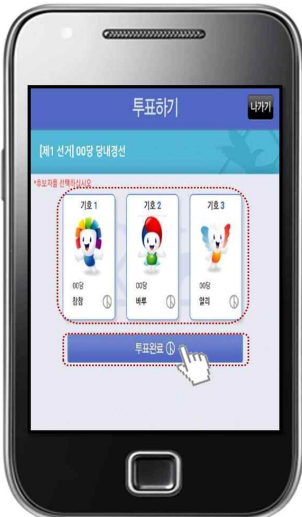 투표하기
나가기
[제1 선거] 00당 당내경선
*후보자를 선택하십시오
기호 1
기호 2
기호 3
00당
00당
00당
참참
바루
알리
투표완료